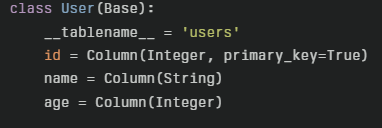 class User(Base):
    __tablename__ = 'users'
    id = Column(Integer, primary_key=True)
    name = Column(String)
    age = Column(Integer)